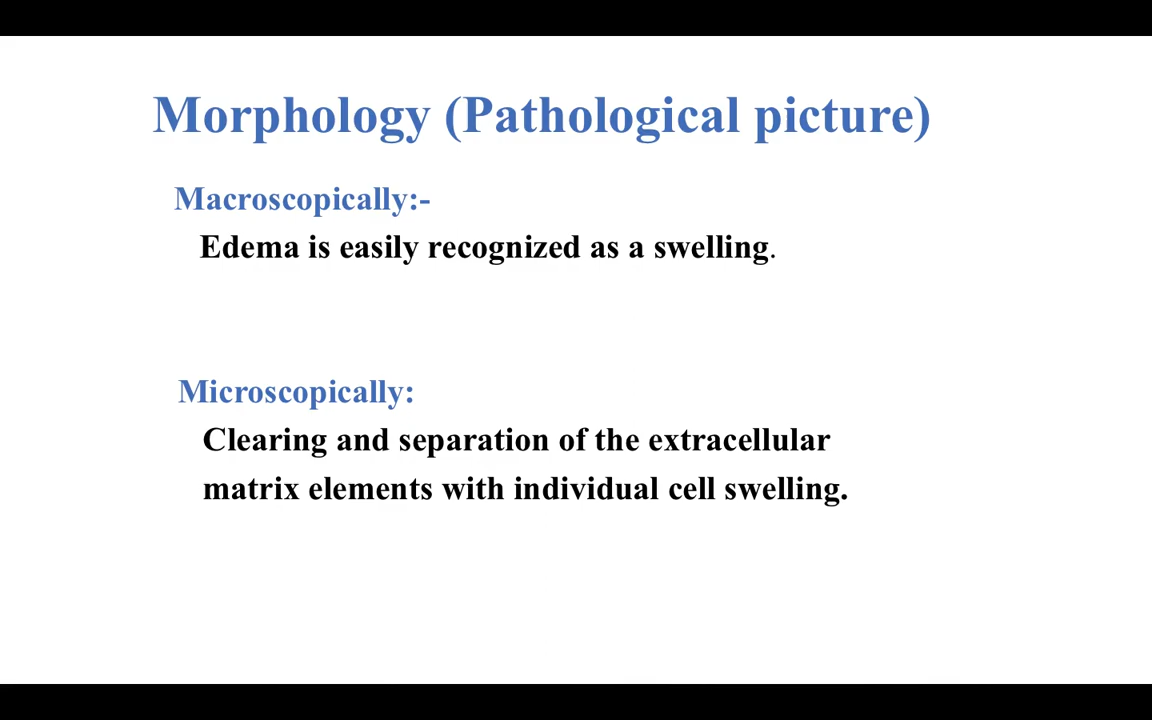 Morphology (Pathological picture)
Macroscopically:-
Edema is easily recognized as a swelling.
Microscopically:
Clearing and separation of the extracellular
matrix elements with individual cell swelling.